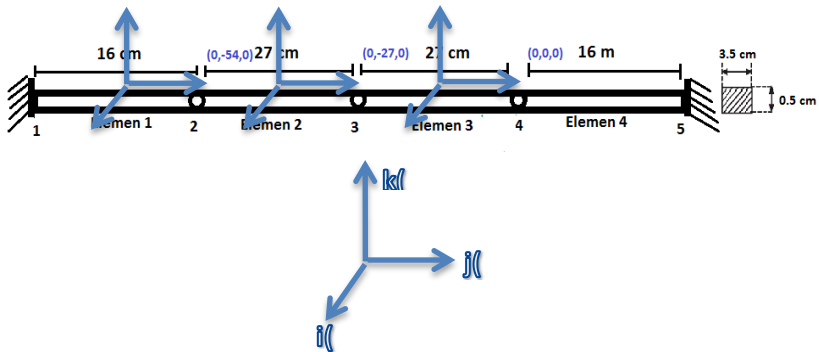 16 cm
(0,-54,0)
27 cm
(0,-27,0)
27 cm
(0,0,0)
16 m
3.5 cm
0.5 cm
1
Elemen 1
2
Elemen 2
3
Elemen 3
4
Elemen 4
5
k(
j(
i(